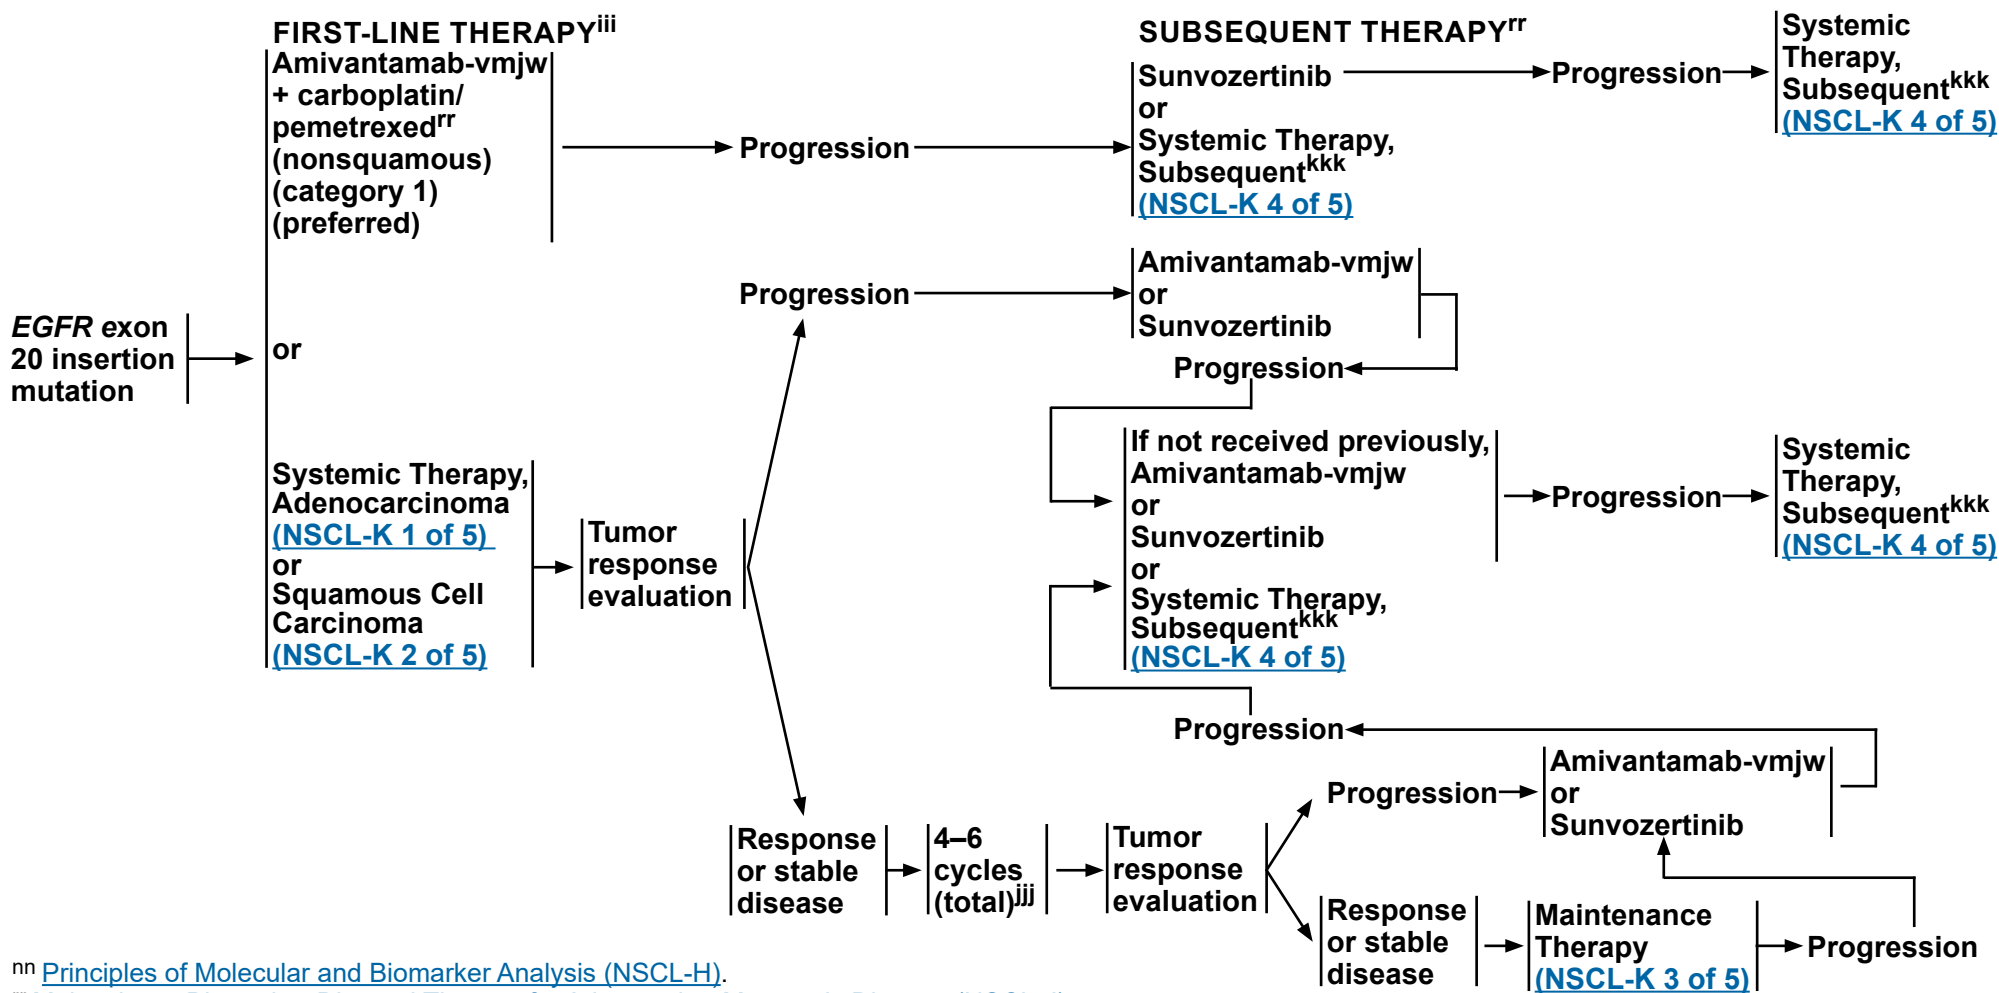 FIRST-LINE THERAPYiii
SUBSEQUENT THERAPYrr
EGFR exon
20 insertion
mutation
Amivantamab-vmjw
+ carboplatin/
pemetrexedrr
(nonsquamous)
(category 1)
(preferred)
or
Systemic Therapy,
Adenocarcinoma
(NSCL-K 1 of 5)
or
Squamous Cell
Carcinoma
(NSCL-K 2 of 5)
Progression
Sunvozertinib
or
Systemic Therapy,
Subsequentkkk
(NSCL-K 4 of 5)
Progression
Systemic
Therapy,
Subsequentkkk
(NSCL-K 4 of 5)
Tumor
response
evaluation
Progression
Amivantamab-vmjw
or
Sunvozertinib
Progression
If not received previously,
Amivantamab-vmjw
or
Sunvozertinib
or
Systemic Therapy,
Subsequentkkk
(NSCL-K 4 of 5)
Progression
Systemic
Therapy,
Subsequentkkk
(NSCL-K 4 of 5)
Progression
Response
or stable
disease
4–6
cycles
(total)jjj
Tumor
response
evaluation
Progression
Amivantamab-vmjw
or
Sunvozertinib
Response
or stable
disease
Maintenance
Therapy
(NSCL-K 3 of 5)
Progression
nn Principles of Molecular and Biomarker Analysis (NSCL-H).